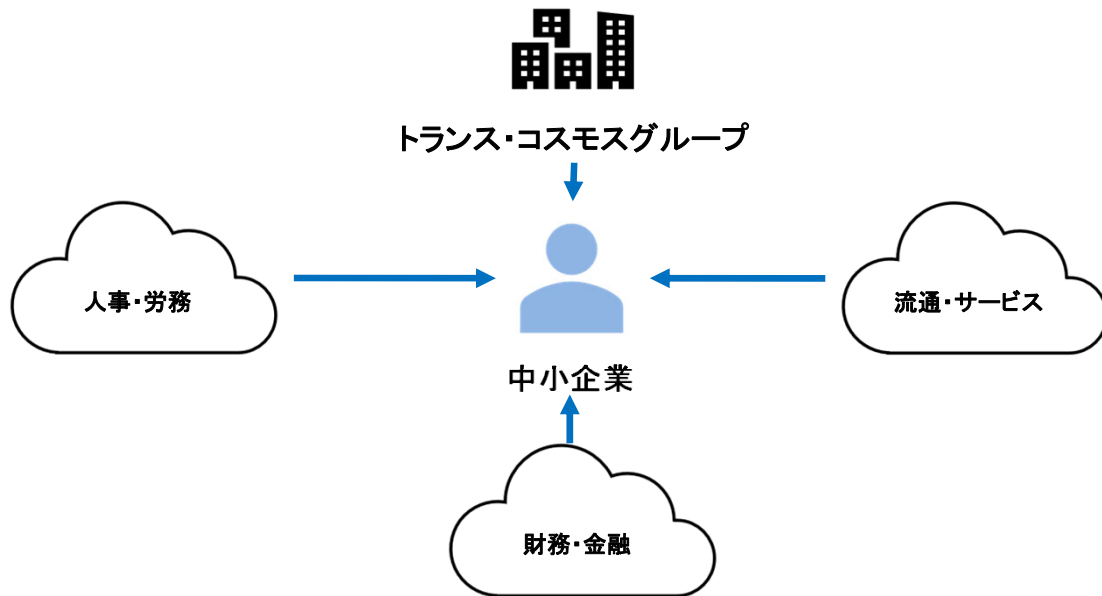 トランス・コスモスグループ
人事・労務
流通・サービス
中小企業
財務・金融